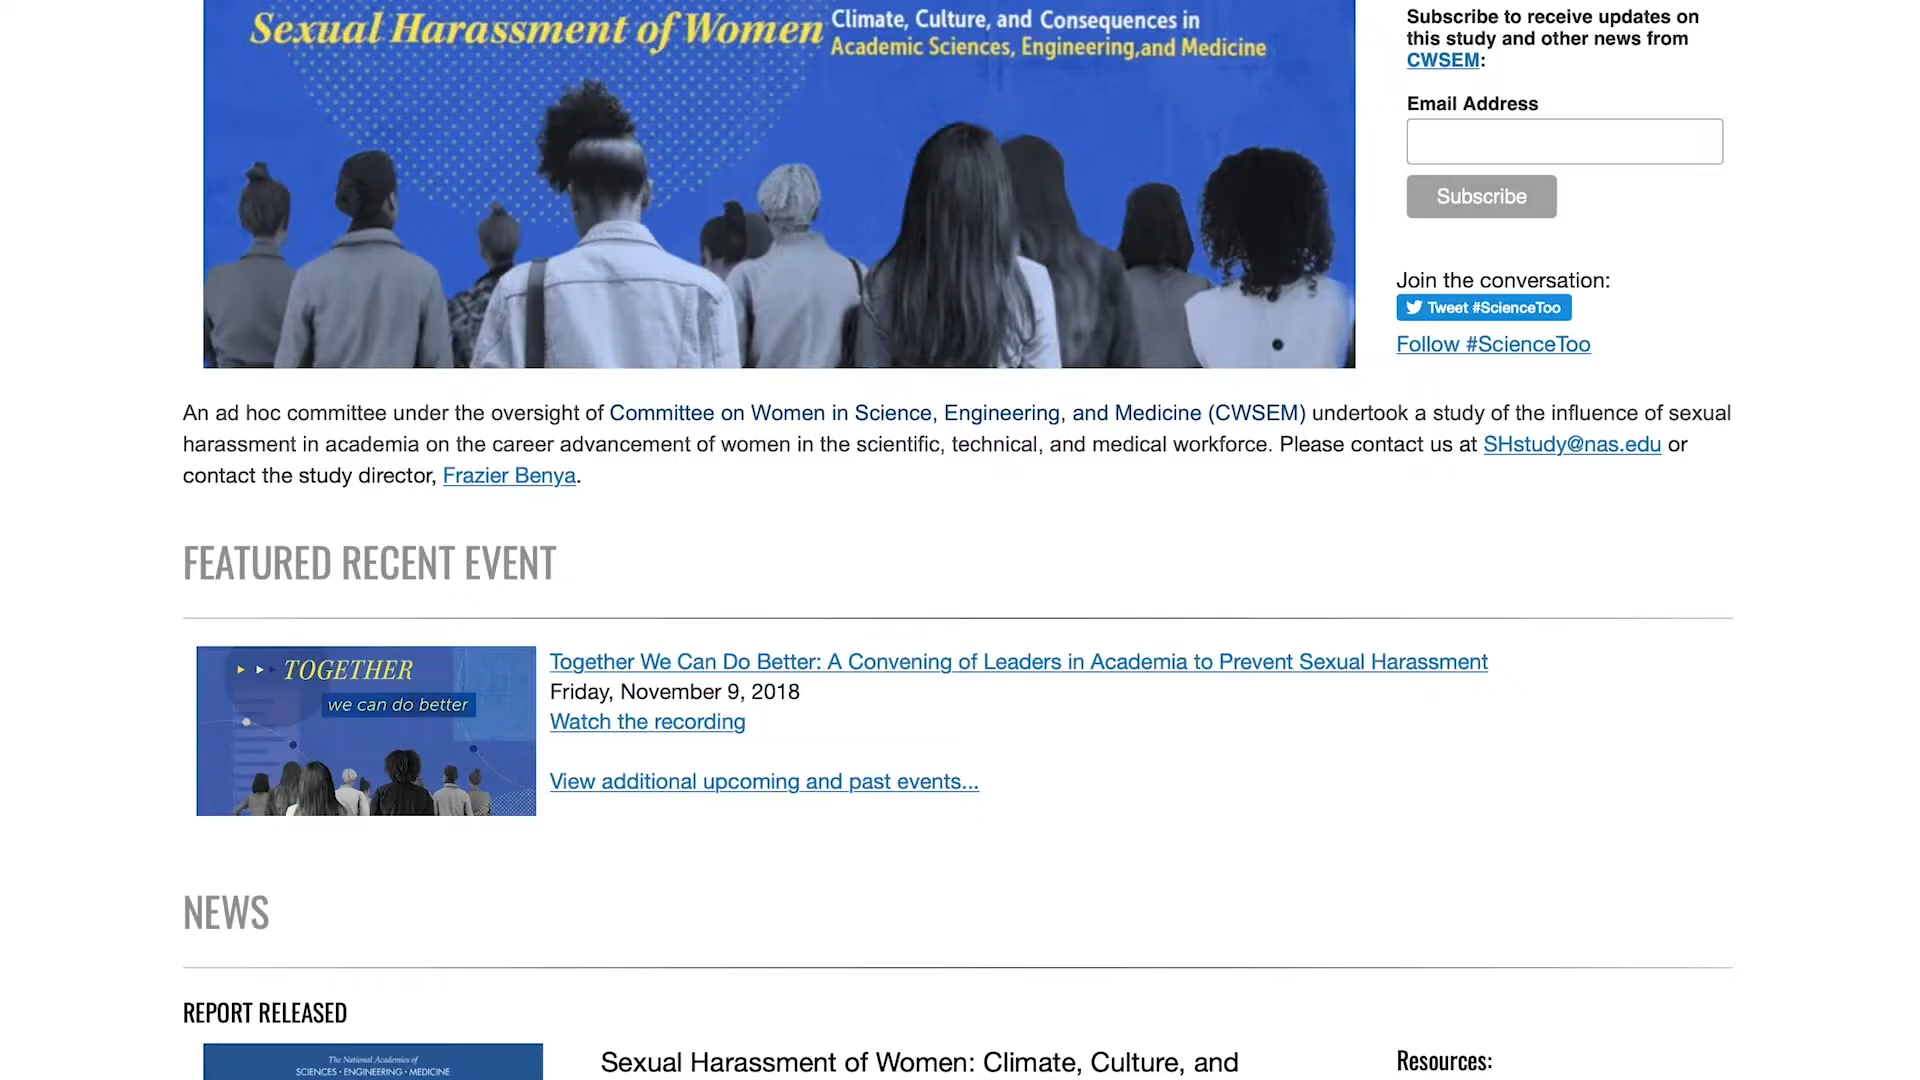 Sexual Harassment of Women
Climate, Culture, and Consequences in
Academic Sciences, Engineering,and Medicine
Subscribe to receive updates on
this study and other news from
CWSEM:
Email Address
Subscribe
Join the conversation:
Tweet #ScienceToo
Follow #ScienceToo
An ad hoc committee under the oversight of Committee on Women in Science, Engineering, and Medicine (CWSEM) undertook a study of the influence of sexual
harassment in academia on the career advancement of women in the scientific, technical, and medical workforce. Please contact us at SHstudy@nas.edu or
contact the study director, Frazier Benya.
FEATURED RECENT EVENT
TOGETHER
we can do better
Together We Can Do Better: A Convening of Leaders in Academia to Prevent Sexual Harassment
Friday, November 9, 2018
Watch the recording
View additional upcoming and past events...
NEWS
REPORT RELEASED
The National Academies of
SCIENCES · ENGINEERING · MEDICINE
Sexual Harassment of Women: Climate, Culture, and
Resources: